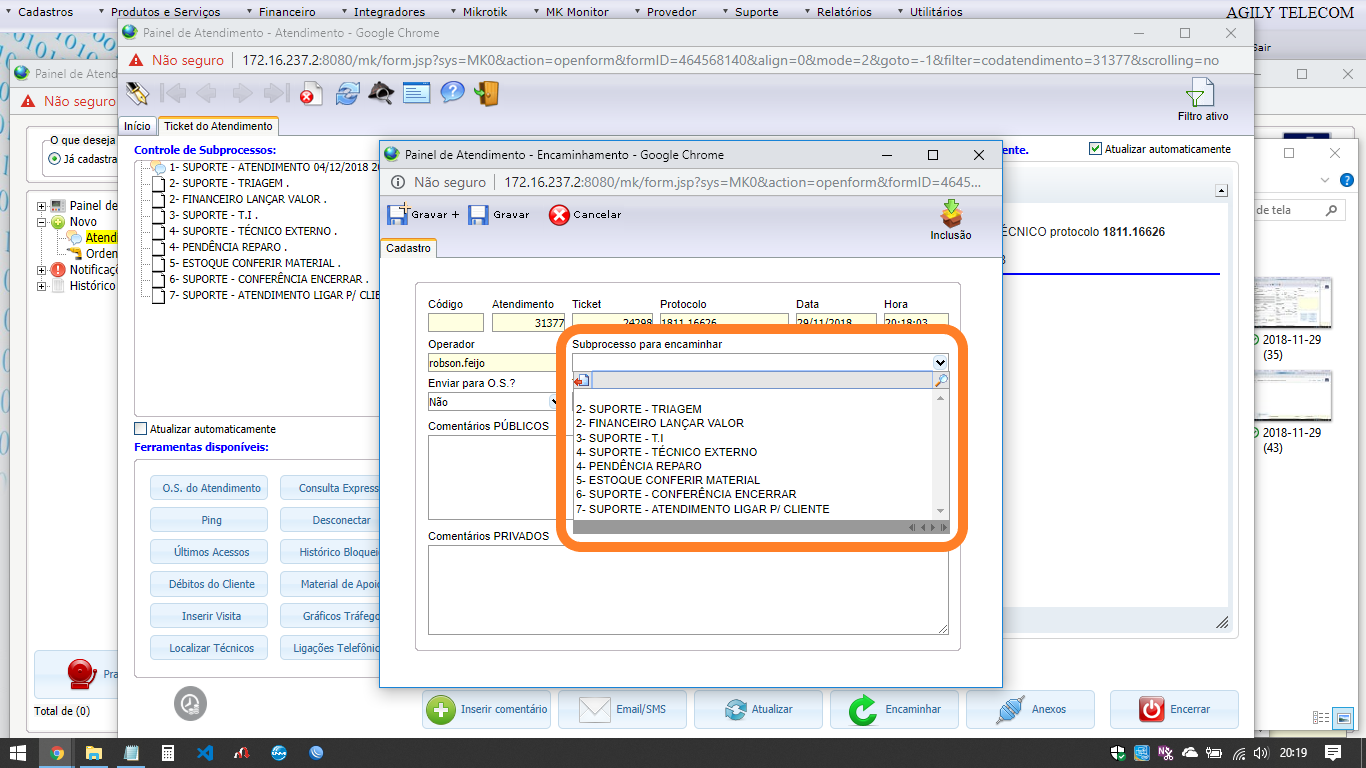 Cadastros Produtos e Serviços Financeiro Integradores Mikrotik MK Monitor Provedor Suporte Relatórios Utilitários AGILY TELECOM
Sair
Painel de Atendimento - Atendimento - Google Chrome
Não seguro 172.16.237.2:8080/mk/form.jsp?sys=MK0&action=openform&formID=464568140&align=0&mode=2&goto=-1&filter=codatendimento=31377&scrolling=no
Filtro ativo
Início Ticket do Atendimento
Painel de Atend
Não seguro
O que deseja
Já cadastra
Painel de
Novo
Atend
Orden
Notificaçõ
Histórico
Pra
Total de (0)
Controle de Subprocessos:
1- SUPORTE - ATENDIMENTO 04/12/2018 2
2- SUPORTE - TRIAGEM .
2- FINANCEIRO LANÇAR VALOR .
3- SUPORTE - T.I .
4- SUPORTE - TÉCNICO EXTERNO .
4- PENDÊNCIA REPARO .
5- ESTOQUE CONFERIR MATERIAL .
6- SUPORTE - CONFERÊNCIA ENCERRAR .
7- SUPORTE - ATENDIMENTO LIGAR P/ CLIE
Atualizar automaticamente
Ferramentas disponíveis:
O.S. do Atendimento Consulta Express
Ping Desconectar
Últimos Acessos Histórico Bloquei
Débitos do Cliente Material de Apoio
Inserir Visita Gráficos Tráfego
Localizar Técnicos Ligações Telefônic
Painel de Atendimento - Encaminhamento - Google Chrome
Não seguro 172.16.237.2:8080/mk/form.jsp?sys=MK0&action=openform&formID=4645...
Gravar + Gravar Cancelar
Inclusão
Cadastro
Código Atendimento Ticket Protocolo Data Hora
31377 24298 1811.16626 29/11/2018 20:18:03
Operador Subprocesso para encaminhar
robson.feijo
Enviar para O.S.?
Não
2- SUPORTE - TRIAGEM
2- FINANCEIRO LANÇAR VALOR
3- SUPORTE - T.I
4- SUPORTE - TÉCNICO EXTERNO
4- PENDÊNCIA REPARO
5- ESTOQUE CONFERIR MATERIAL
6- SUPORTE - CONFERÊNCIA ENCERRAR
7- SUPORTE - ATENDIMENTO LIGAR P/ CLIENTE
Comentários PÚBLICOS
Comentários PRIVADOS
ente. Atualizar automaticamente
ÉCNICO protocolo 1811.16626
de tela
2018-11-29
(35)
2018-11-29
(43)
Inserir comentário Email/SMS Atualizar Encaminhar Anexos Encerrar
20:19